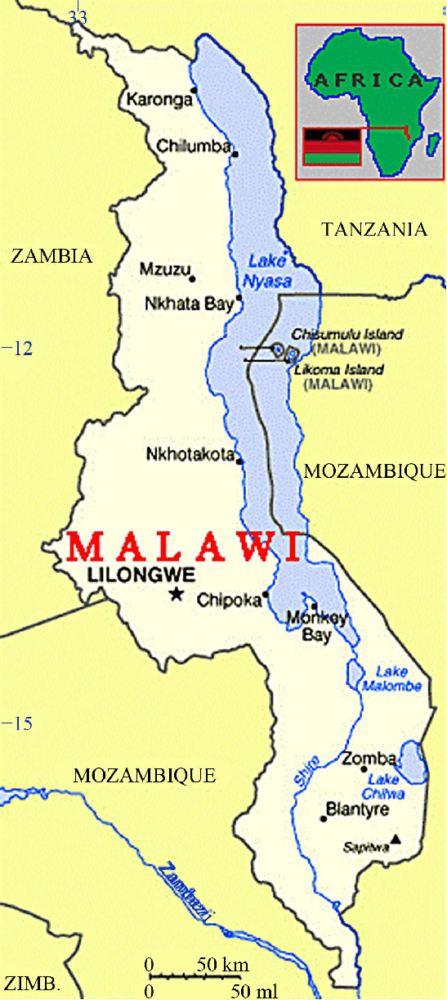 33
AFRICA
Karonga
Chilumba
TANZANIA
ZAMBIA
Lake
Nyasa
Mzuzu
Nkhata Bay
Chisumulu Island
(MALAWI)
12
Likoma Island
(MALAWI)
Nkhotakota
MOZAMBIQUE
MALAWI
LILONGWE
Chipoka
Monkey
Bay
Lake
Malombe
15
Shire
Zomba
Lake
Chilwa
MOZAMBIQUE
Blantyre
Sapitwa
Zambezi
0 50 km
0 50 ml
ZIMB.